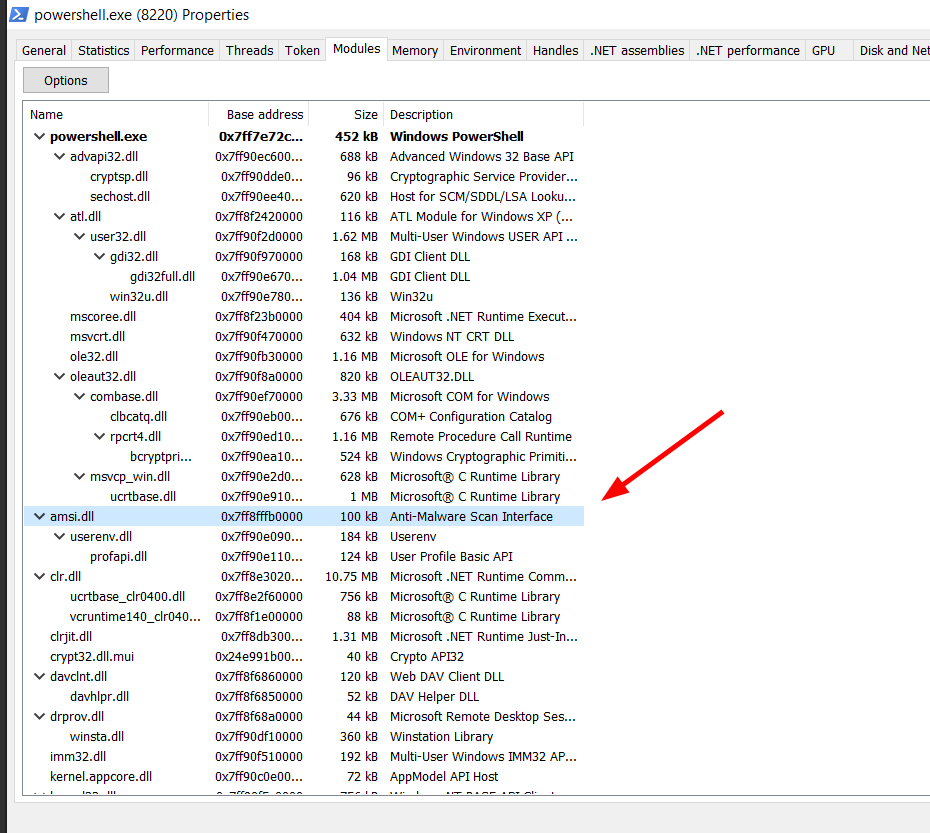 powershell.exe (8220) Properties
General Statistics Performance Threads Token Modules Memory Environment Handles .NET assemblies .NET performance GPU Disk and Net
Options
Name Base address Size Description
powershell.exe 0x7ff7e72c... 452 kB Windows PowerShell
advapi32.dll 0x7ff90ec600... 688 kB Advanced Windows 32 Base API
cryptsp.dll 0x7ff90dde0... 96 kB Cryptographic Service Provider...
sechost.dll 0x7ff90ee40... 620 kB Host for SCM/SDDL/LSA Looku...
atl.dll 0x7ff8f2420000 116 kB ATL Module for Windows XP (...
user32.dll 0x7ff90f2d0000 1.62 MB Multi-User Windows USER API ...
gdi32.dll 0x7ff90f970000 168 kB GDI Client DLL
gdi32full.dll 0x7ff90e670... 1.04 MB GDI Client DLL
win32u.dll 0x7ff90e780... 136 kB Win32u
mscoree.dll 0x7ff8f23b0000 404 kB Microsoft .NET Runtime Execut...
msvcrt.dll 0x7ff90f470000 632 kB Windows NT CRT DLL
ole32.dll 0x7ff90fb30000 1.16 MB Microsoft OLE for Windows
oleaut32.dll 0x7ff90f8a0000 820 kB OLEAUT32.DLL
combase.dll 0x7ff90ef70000 3.33 MB Microsoft COM for Windows
clbcatq.dll 0x7ff90eb00... 676 kB COM+ Configuration Catalog
rpcrt4.dll 0x7ff90ed10... 1.16 MB Remote Procedure Call Runtime
bcryptpri... 0x7ff90ea10... 524 kB Windows Cryptographic Primiti...
msvcp_win.dll 0x7ff90e2d0... 628 kB Microsoft® C Runtime Library
ucrtbase.dll 0x7ff90e910... 1 MB Microsoft® C Runtime Library
amsi.dll 0x7ff8fffb0000 100 kB Anti-Malware Scan Interface
userenv.dll 0x7ff90e090... 184 kB Userenv
profapi.dll 0x7ff90e110... 124 kB User Profile Basic API
clr.dll 0x7ff8e3020... 10.75 MB Microsoft .NET Runtime Comm...
ucrtbase_clr0400.dll 0x7ff8e2f60000 756 kB Microsoft® C Runtime Library
vcruntime140_clr040... 0x7ff8f1e00000 88 kB Microsoft® C Runtime Library
clrjit.dll 0x7ff8db300... 1.31 MB Microsoft .NET Runtime Just-In...
crypt32.dll.mui 0x24e991b00... 40 kB Crypto API32
davclnt.dll 0x7ff8f6860000 120 kB Web DAV Client DLL
davhlpr.dll 0x7ff8f6850000 52 kB DAV Helper DLL
drprov.dll 0x7ff8f68a0000 44 kB Microsoft Remote Desktop Ses...
winsta.dll 0x7ff90df10000 360 kB Winstation Library
imm32.dll 0x7ff90f510000 192 kB Multi-User Windows IMM32 AP...
kernel.appcore.dll 0x7ff90c0e00... 72 kB AppModel API Host